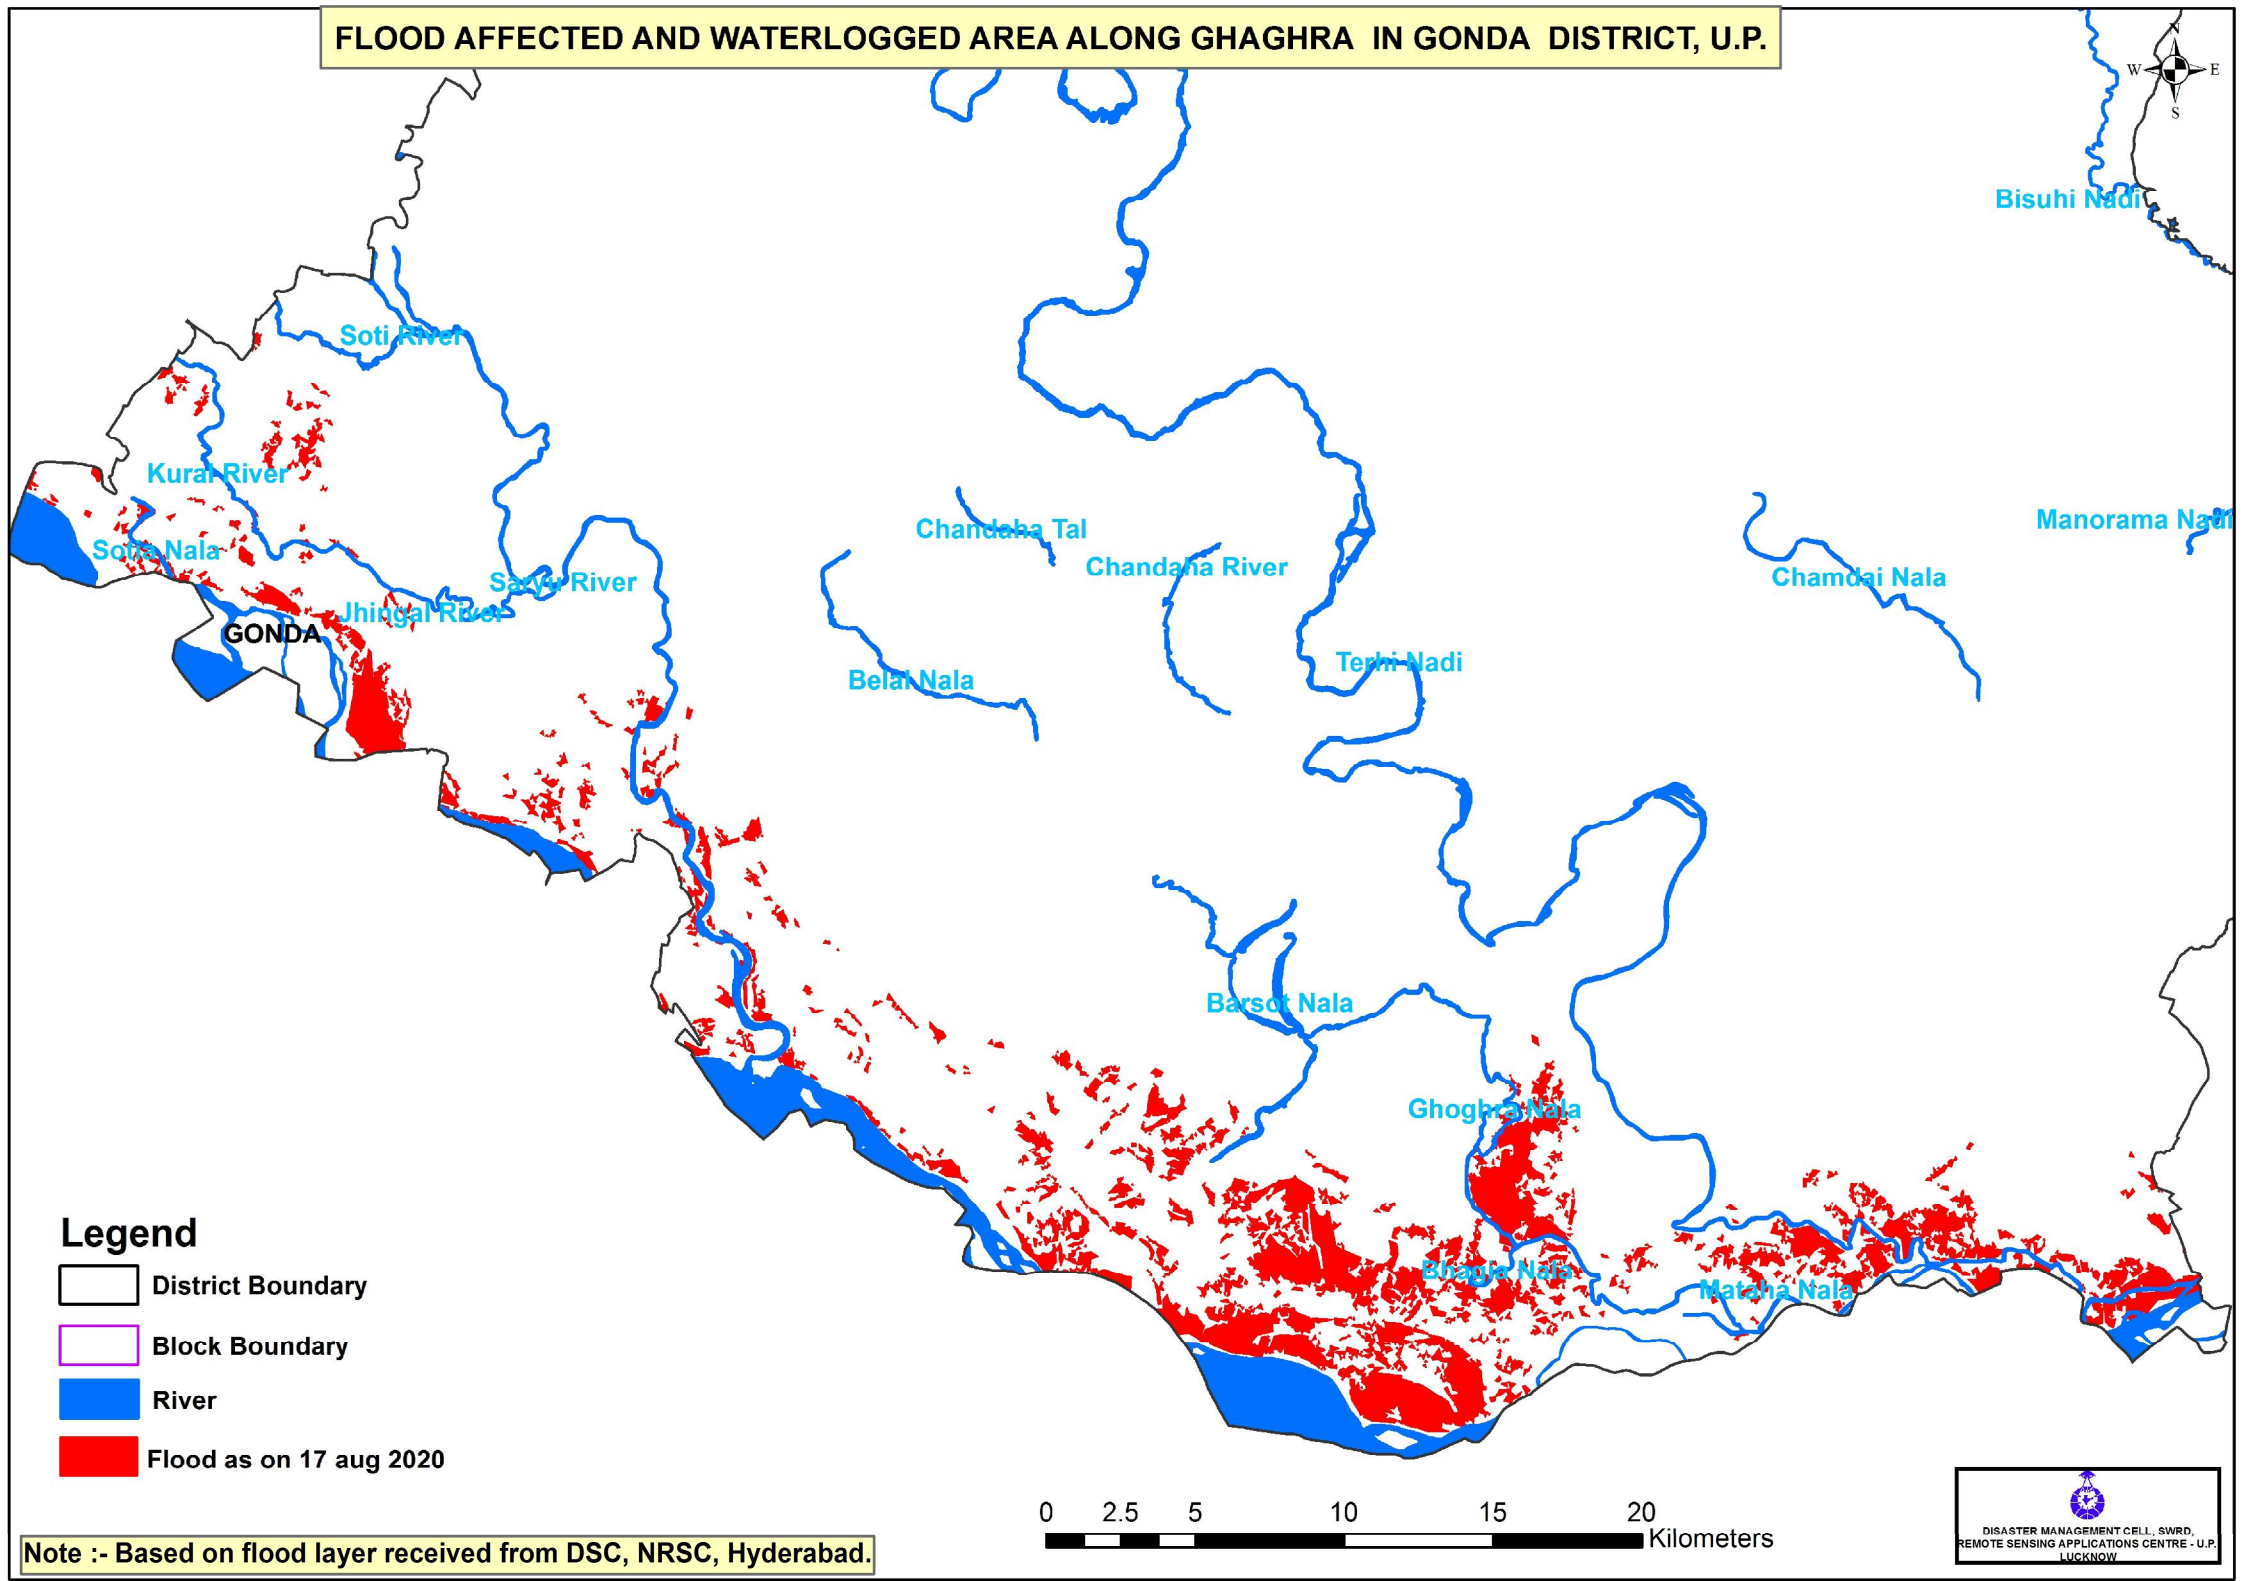 FLOOD AFFECTED AND WATERLOGGED AREA ALONG GHAGHRA IN GONDA DISTRICT, U.P.
N
W E
S
Bisuhi Nadi
Soti River
Kurai River
Chandaha Tal
Manorama Nadi
Sotia Nala
Chandaha River
Chamdai Nala
Saryu River
Jhingal River
GONDA
Terhi Nadi
Belai Nala
Barsot Nala
Ghoghra Nala
Bhagia Nala
Mataha Nala
Legend
District Boundary
Block Boundary
River
Flood as on 17 aug 2020
0 2.5 5 10 15 20
Kilometers
Note :- Based on flood layer received from DSC, NRSC, Hyderabad.
DISASTER MANAGEMENT CELL, SWRD,
REMOTE SENSING APPLICATIONS CENTRE - U.P.
LUCKNOW